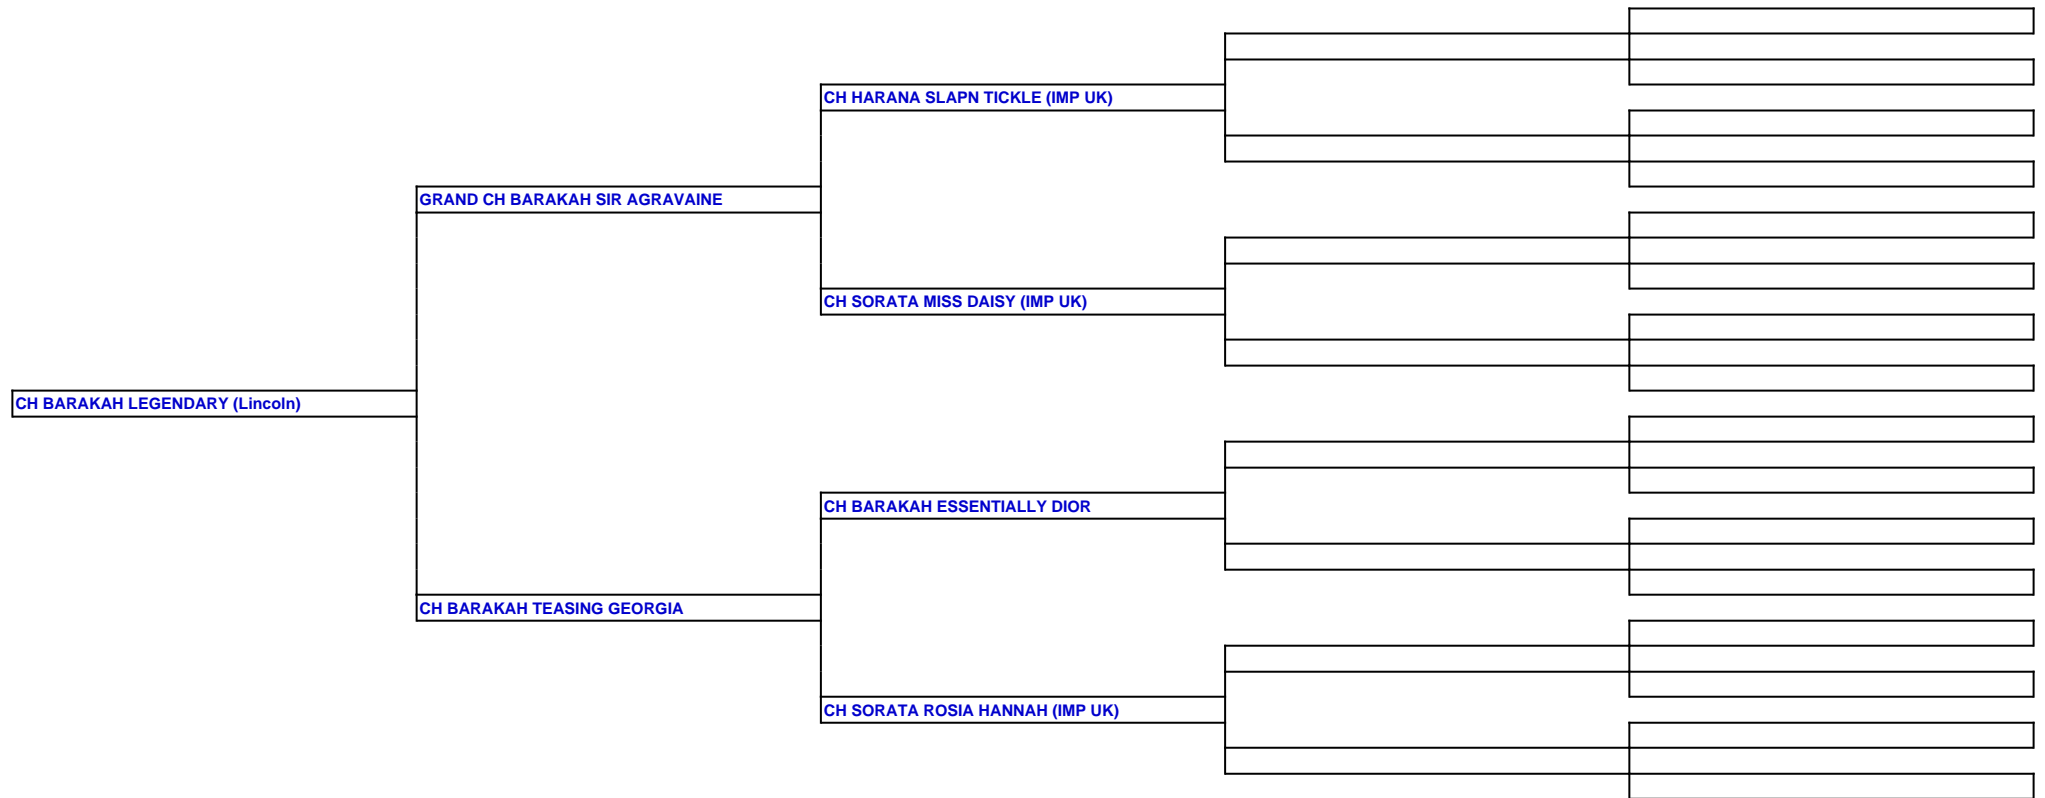 CH HARANA SLAPN TICKLE (IMP UK)
GRAND CH BARAKAH SIR AGRAVAINE
CH SORATA MISS DAISY (IMP UK)
CH BARAKAH LEGENDARY (Lincoln)
CH BARAKAH ESSENTIALLY DIOR
CH BARAKAH TEASING GEORGIA
CH SORATA ROSIA HANNAH (IMP UK)